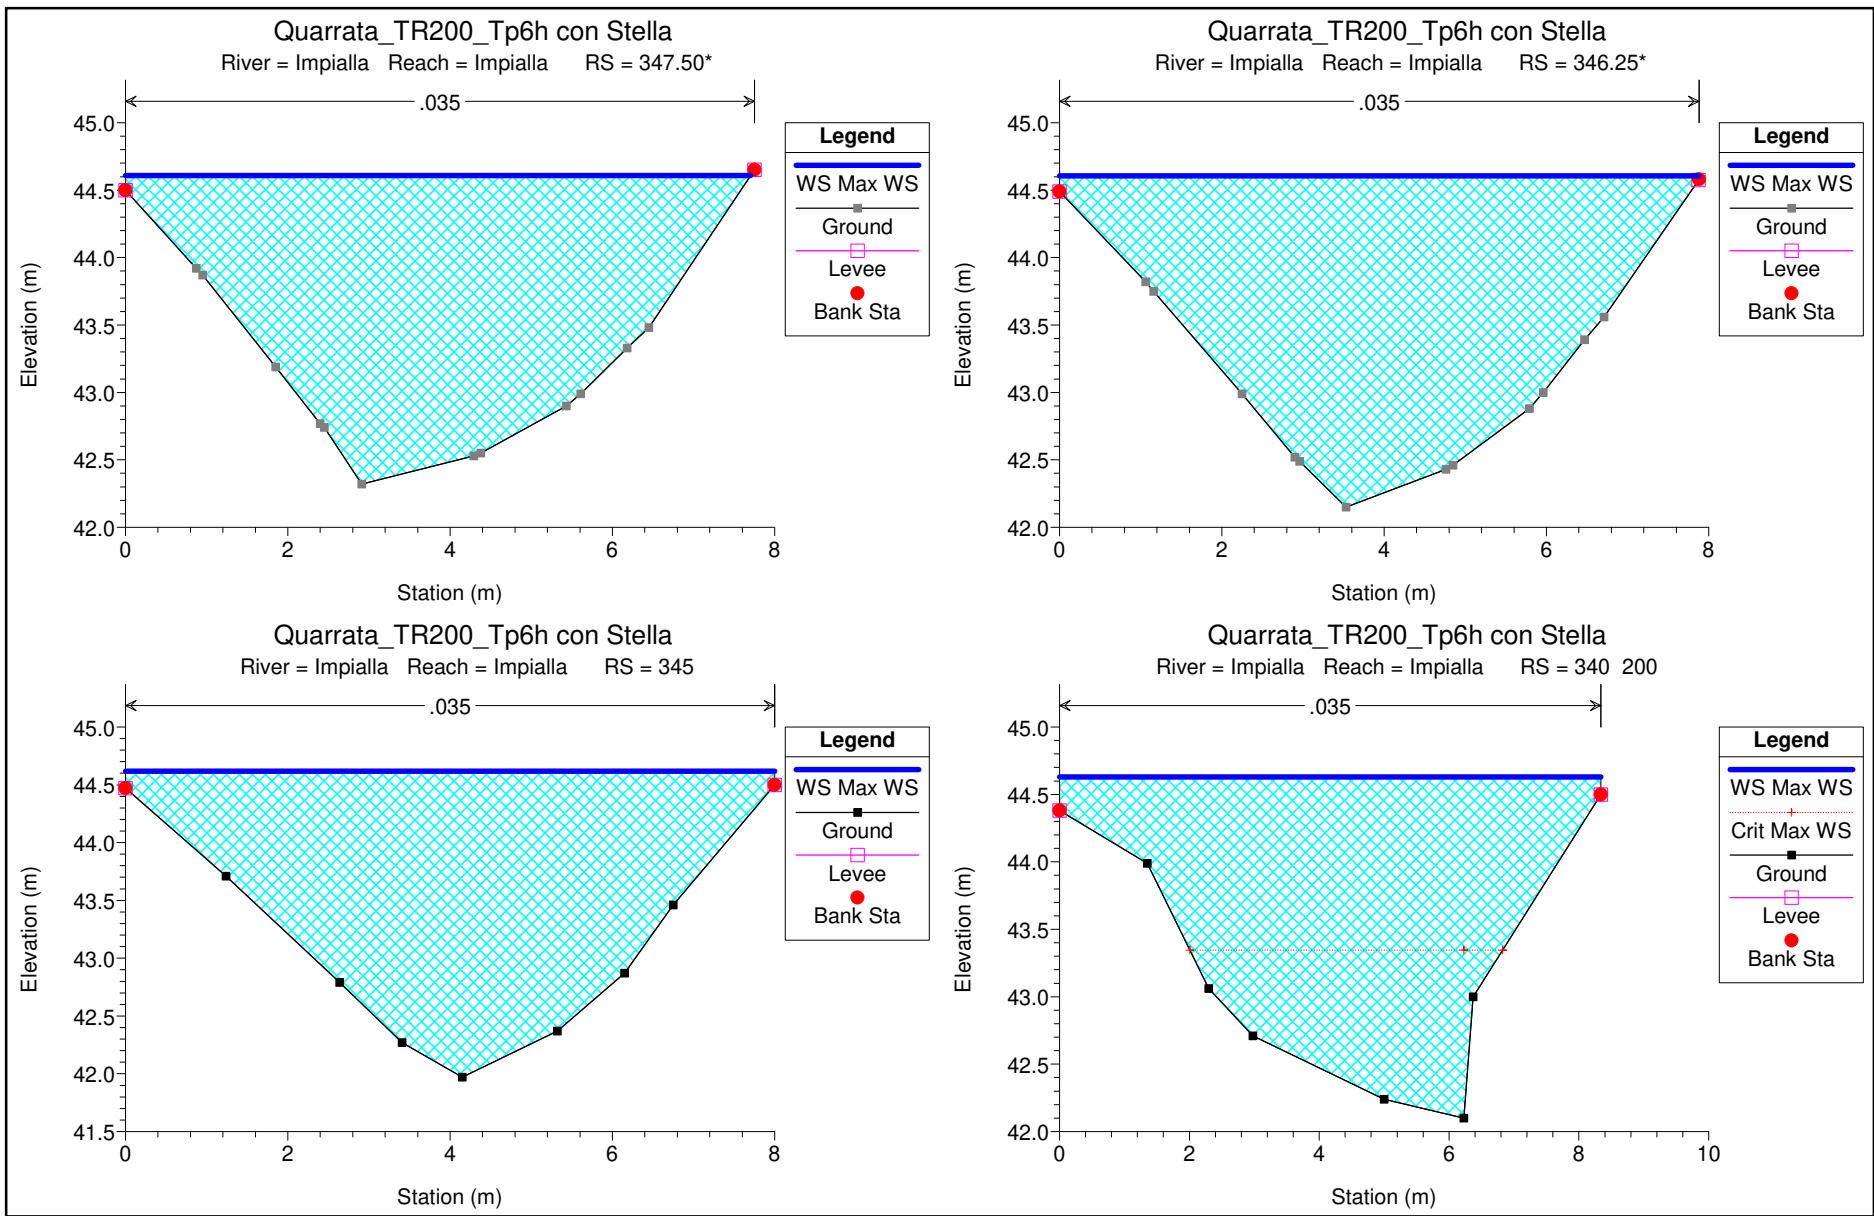 Quarrata_TR200_Tp6h con Stella
River = Impialla Reach = Impialla RS = 347.50*
.035
45.0
44.5
44.0
43.5
43.0
42.5
42.0
0 2 4 6 8
Elevation (m)
Station (m)
Legend
WS Max WS
Ground
Levee
Bank Sta
Quarrata_TR200_Tp6h con Stella
River = Impialla Reach = Impialla RS = 346.25*
.035
45.0
44.5
44.0
43.5
43.0
42.5
42.0
0 2 4 6 8
Elevation (m)
Station (m)
Legend
WS Max WS
Ground
Levee
Bank Sta
Quarrata_TR200_Tp6h con Stella
River = Impialla Reach = Impialla RS = 345
.035
45.0
44.5
44.0
43.5
43.0
42.5
42.0
41.5
0 2 4 6 8
Elevation (m)
Station (m)
Legend
WS Max WS
Ground
Levee
Bank Sta
Quarrata_TR200_Tp6h con Stella
River = Impialla Reach = Impialla RS = 340 200
.035
45.0
44.5
44.0
43.5
43.0
42.5
42.0
0 2 4 6 8 10
Elevation (m)
Station (m)
Legend
WS Max WS
Crit Max WS
Ground
Levee
Bank Sta